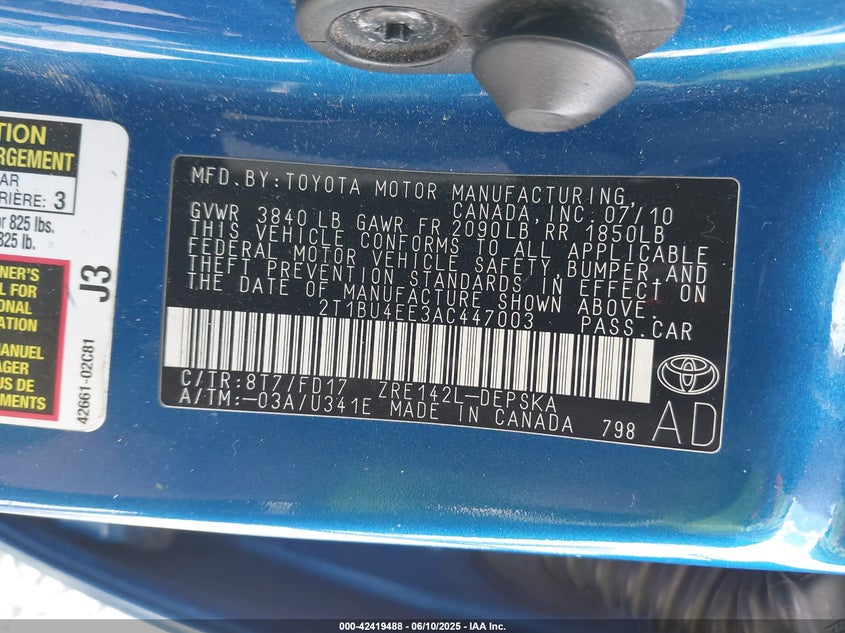 TION
RGEMENT
AR
RIÈRE: 3
r 825 lbs.
825 lb.
NER'S
L FOR
ONAL
ATION
MANUEL
AGER
US DE
EMENTS
J3
42661-02C81
MFD.BY:TOYOTA MOTOR MANUFACTURING,
CANADA, INC. 07/10
GVWR 3840 LB GAWR FR 2090LB RR 1850LB
THIS VEHICLE CONFORMS TO ALL APPLICABLE
FEDERAL MOTOR VEHICLE SAFETY, BUMPER, AND
THEFT PREVENTION STANDARDS IN EFFECT ON
THE DATE OF MANUFACTURE SHOWN ABOVE.
2T1BU4EE3AC447003 PASS.CAR
C/TR:8T7/FD17 ZRE142L-DEPSKA
A/TM:-03A/U341E MADE IN CANADA 798
AD
000-42419488 - 06/10/2025 - IAA Inc.